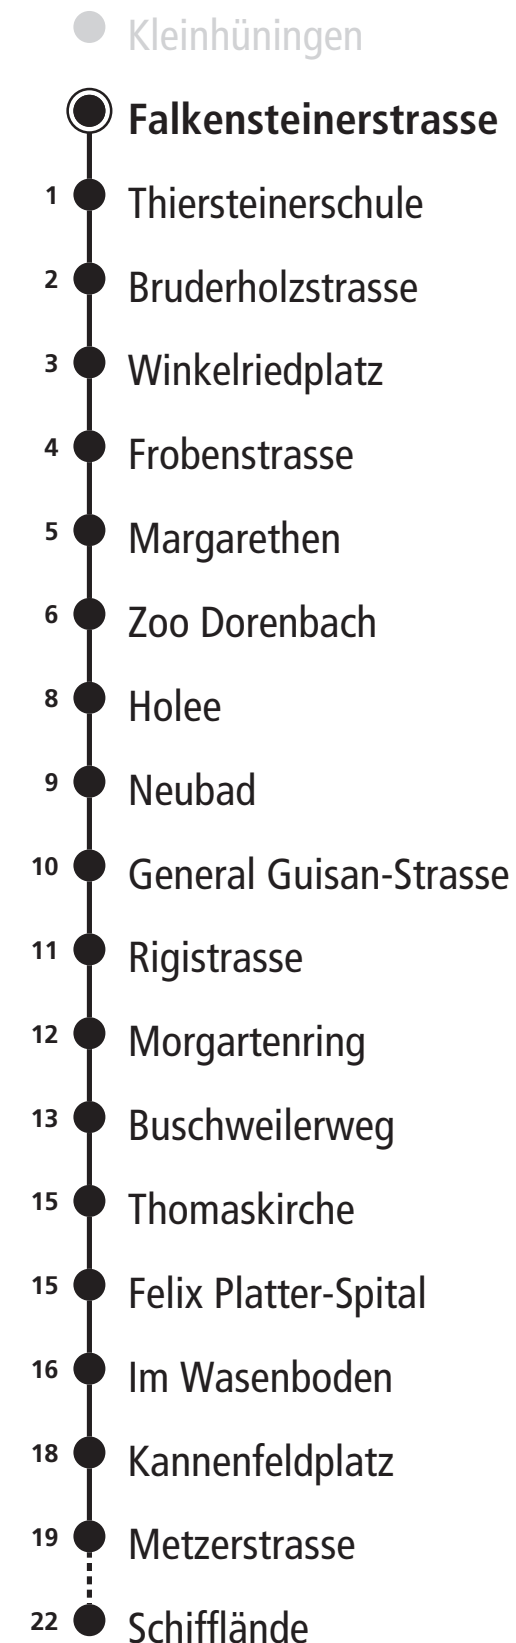 Kleinhüningen
Falkensteinerstrasse
1 Thiersteinerschule
2 Bruderholzstrasse
3 Winkelriedplatz
4 Frobenstrasse
5 Margarethen
6 Zoo Dorenbach
8 Holee
9 Neubad
10 General Guisan-Strasse
11 Rigistrasse
12 Morgartenring
13 Buschweilerweg
15 Thomaskirche
15 Felix Platter-Spital
16 Im Wasenboden
18 Kannenfeldplatz
19 Metzerstrasse
22 Schifflände